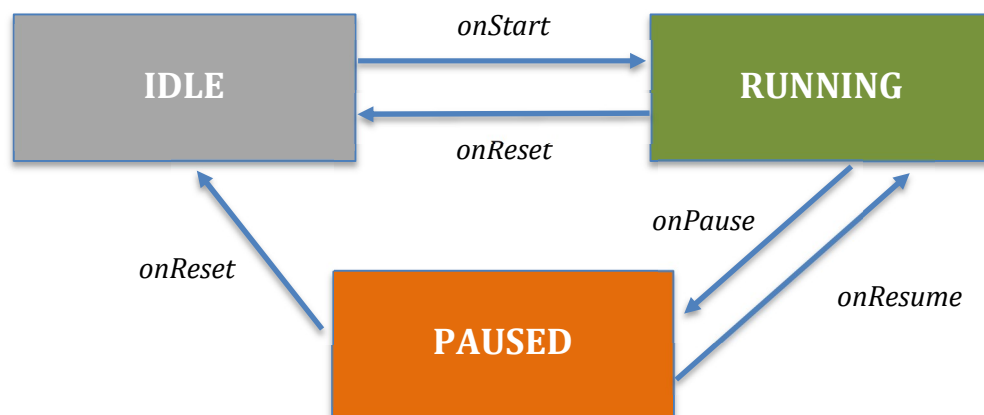 onStart
IDLE
RUNNING
onReset
onPause
onReset
onResume
PAUSED